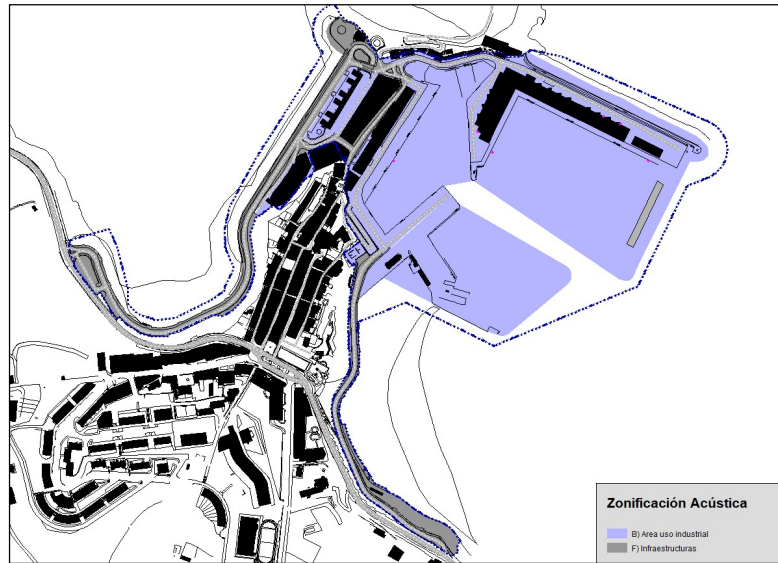 Zonificación Acústica
B) Area uso industrial
F) Infraestructuras